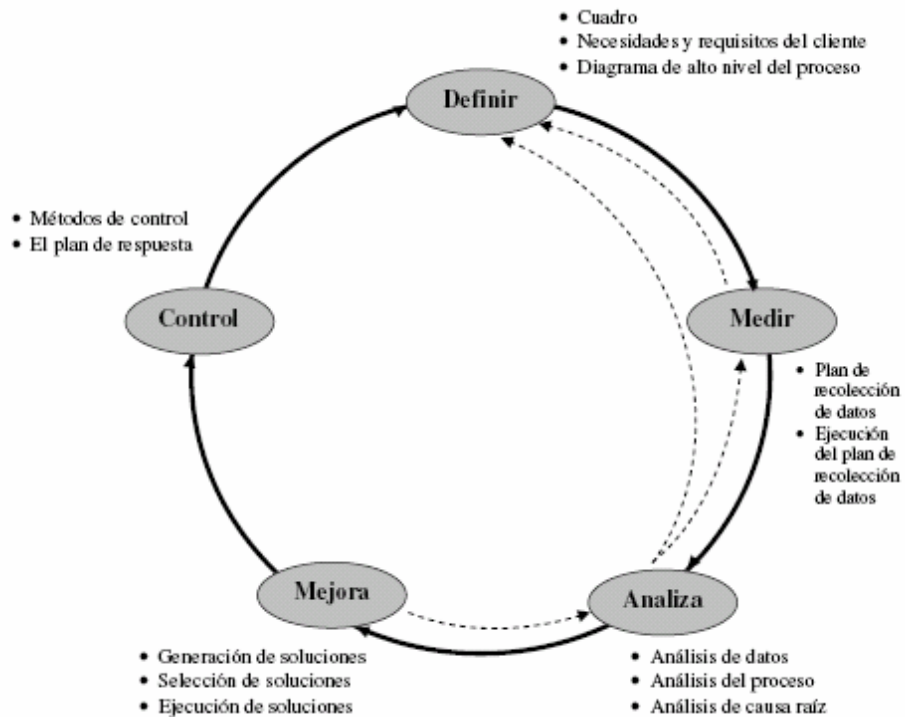 • Cuadro
• Necesidades y requisitos del cliente
• Diagrama de alto nivel del proceso
Definir
• Métodos de control
• El plan de respuesta
Control
Medir
• Plan de
recolección
de datos
• Ejecución
del plan de
recolección
de datos
Mejora
Analiza
• Generación de soluciones
• Selección de soluciones
• Ejecución de soluciones
• Análisis de datos
• Análisis del proceso
• Análisis de causa raíz